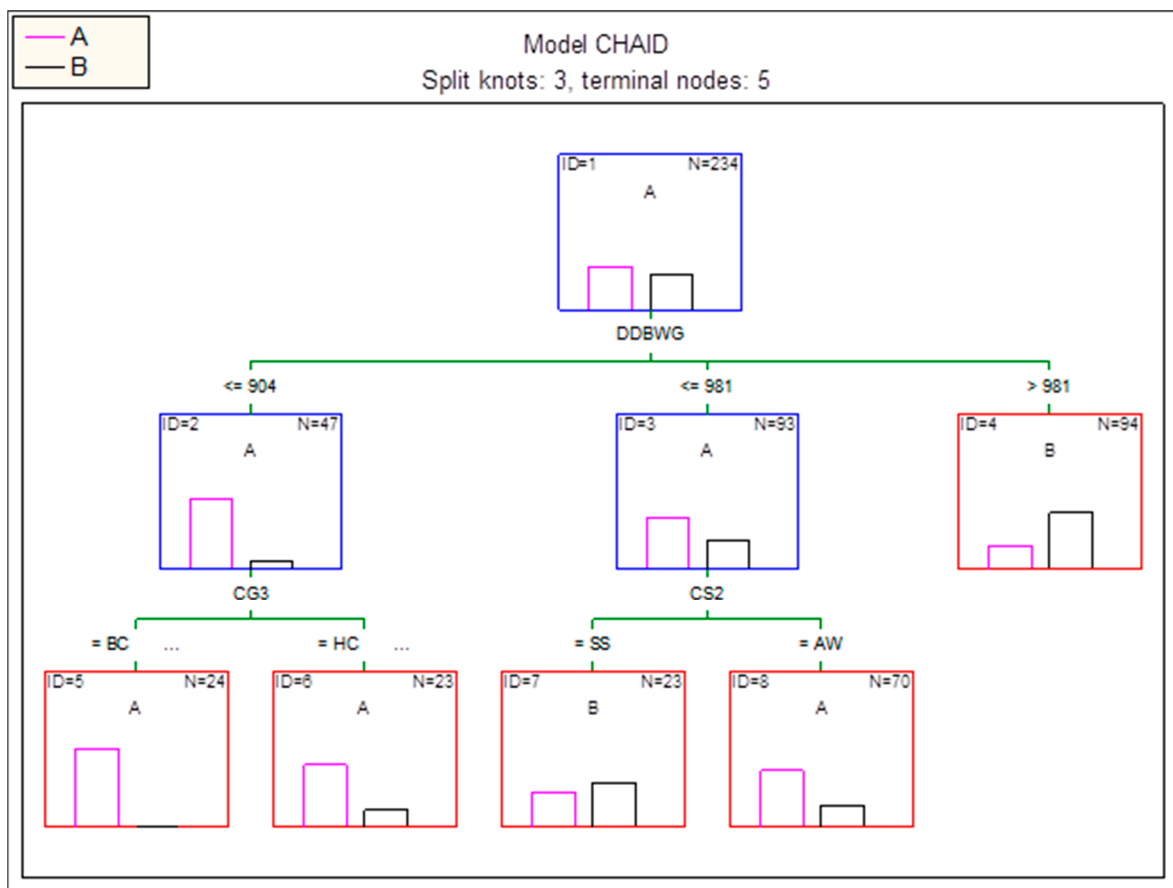 A
B
Model CHAID
Split knots: 3, terminal nodes: 5
ID=1 N=234
A
DDBWG
<= 904 <= 981 > 981
ID=2 N=47 ID=3 N=93 ID=4 N=94
A A B
CG3 CS2
= BC ... = HC ... = SS = AW
ID=5 N=24 ID=6 N=23 ID=7 N=23 ID=8 N=70
A A B A